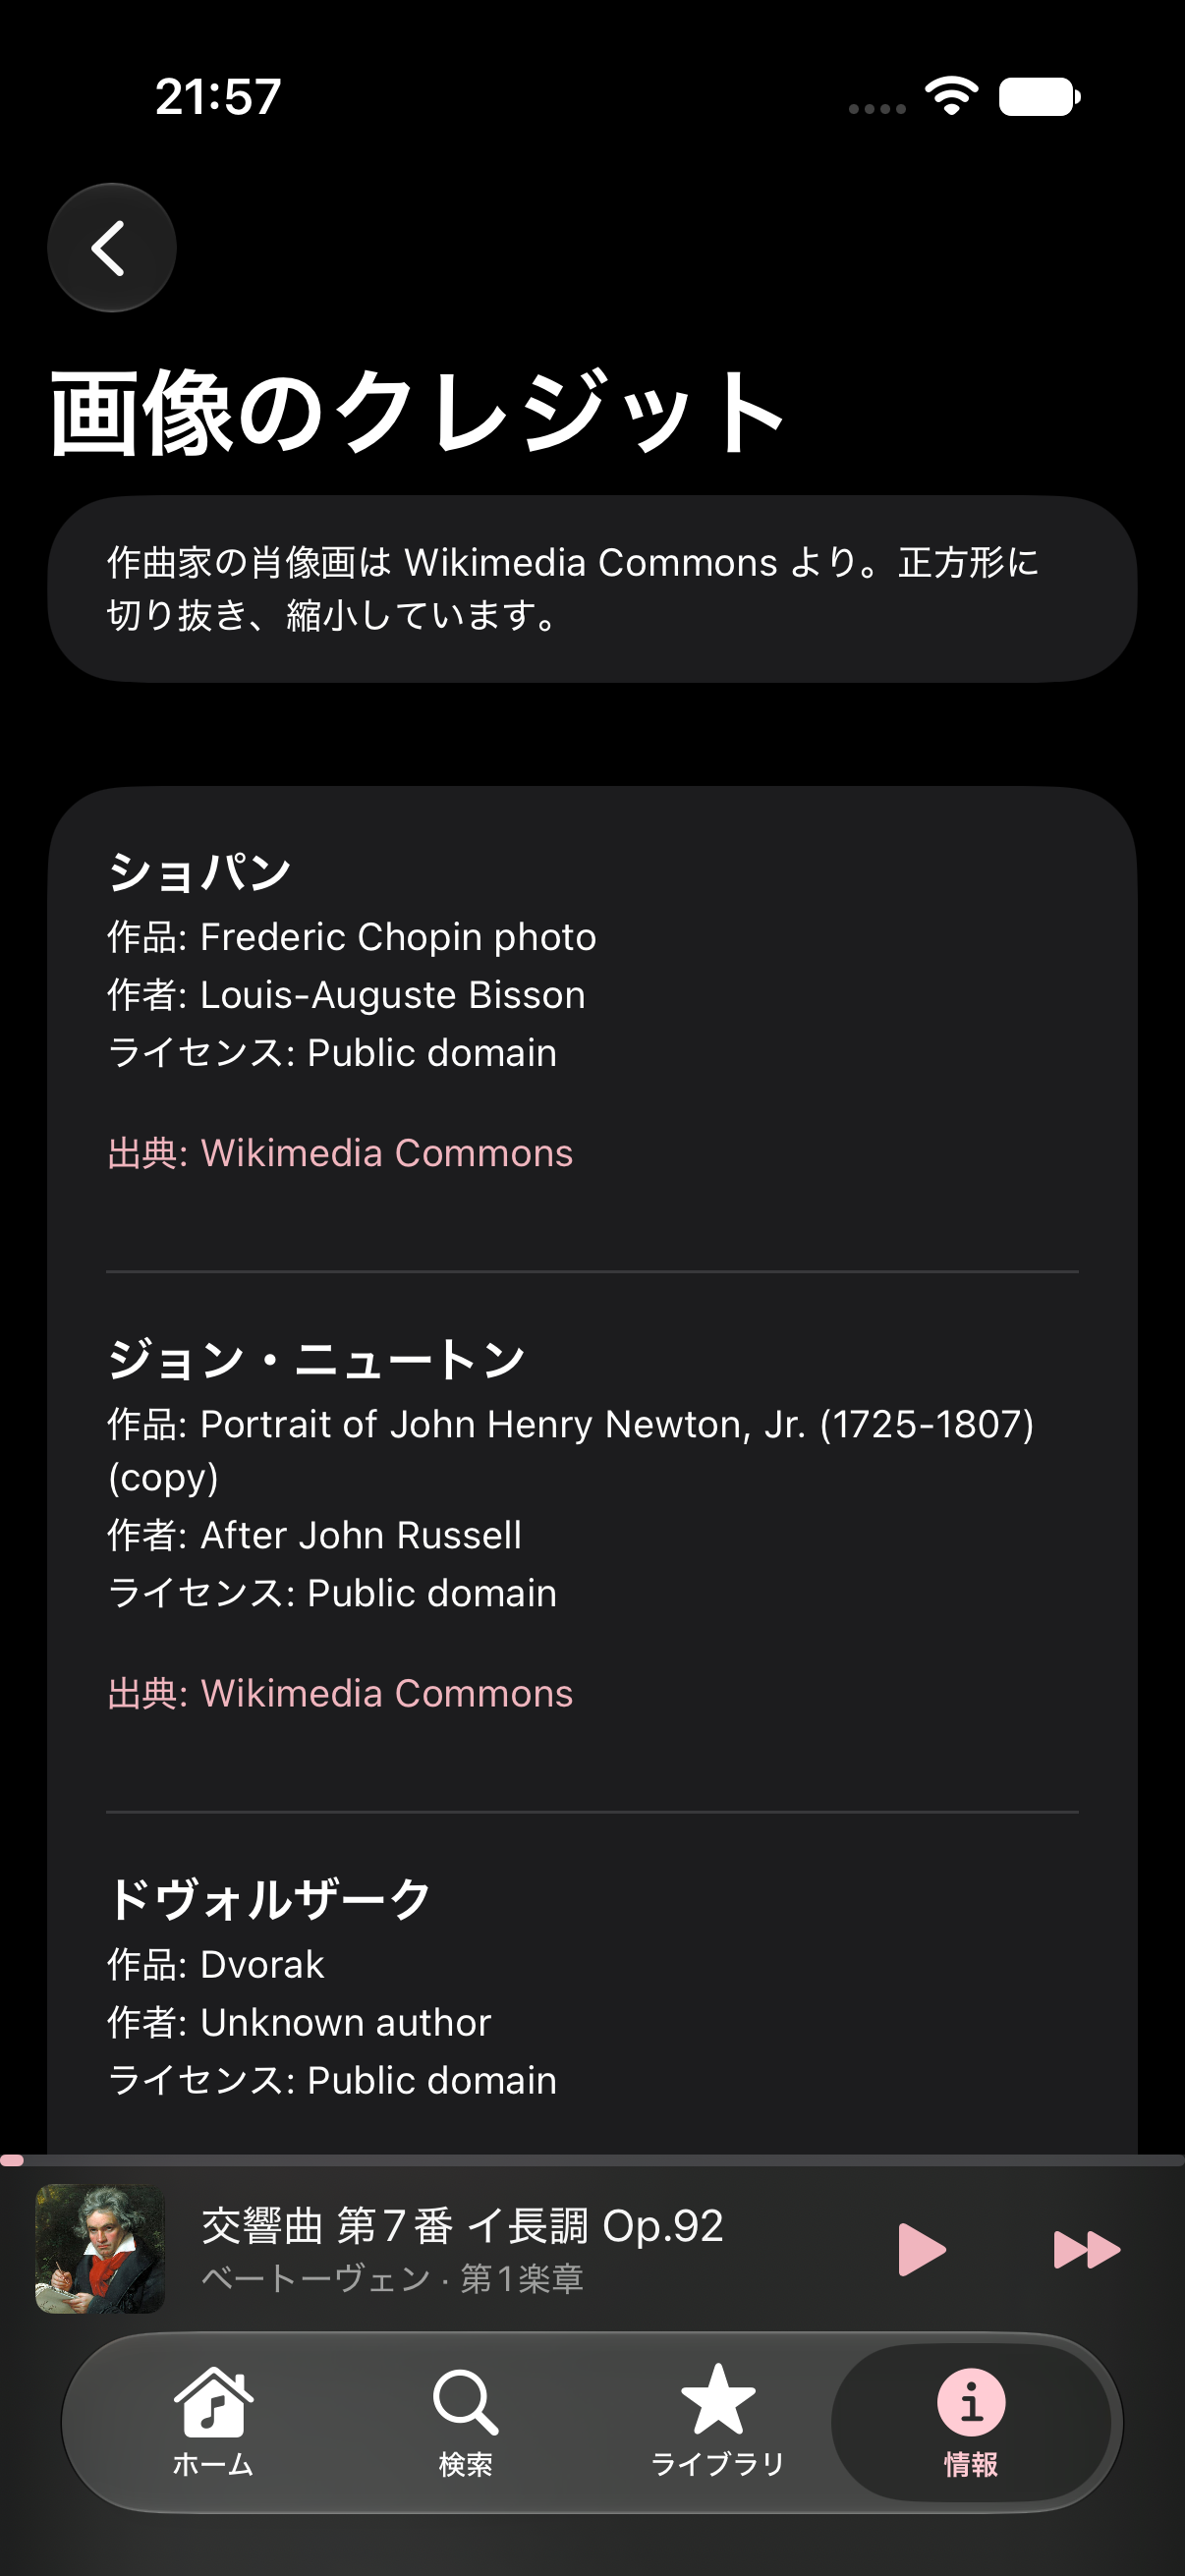 21:57
画像のクレジット
作曲家の肖像画は Wikimedia Commons より。正方形に
切り抜き、縮小しています。
ショパン
作品: Frederic Chopin photo
作者: Louis-Auguste Bisson
ライセンス: Public domain
出典: Wikimedia Commons
ジョン・ニュートン
作品: Portrait of John Henry Newton, Jr. (1725-1807)
(copy)
作者: After John Russell
ライセンス: Public domain
出典: Wikimedia Commons
ドヴォルザーク
作品: Dvorak
作者: Unknown author
ライセンス: Public domain
交響曲 第7番 イ長調 Op.92
ベートーヴェン · 第1楽章
ホーム
検索
ライブラリ
情報